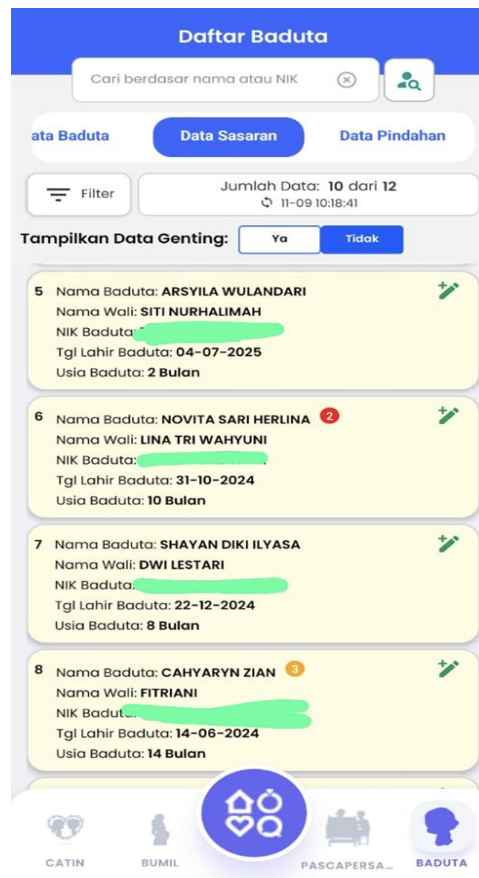 Daftar Baduta
Cari berdasar nama atau NIK
ata Baduta
Data Sasaran
Data Pindahan
Filter
Jumlah Data: 10 dari 12
11-09 10:18:41
Tampilkan Data Genting:
Ya
Tidak
5 Nama Baduta: ARSYILA WULANDARI
Nama Wali: SITI NURHALIMAH
NIK Baduta:
Tgl Lahir Baduta: 04-07-2025
Usia Baduta: 2 Bulan
6 Nama Baduta: NOVITA SARI HERLINA 2
Nama Wali: LINA TRI WAHYUNI
NIK Baduta:
Tgl Lahir Baduta: 31-10-2024
Usia Baduta: 10 Bulan
7 Nama Baduta: SHAYAN DIKI ILYASA
Nama Wali: DWI LESTARI
NIK Baduta:
Tgl Lahir Baduta: 22-12-2024
Usia Baduta: 8 Bulan
8 Nama Baduta: CAHYARYN ZIAN 3
Nama Wali: FITRIANI
NIK Baduta:
Tgl Lahir Baduta: 14-06-2024
Usia Baduta: 14 Bulan
CATIN
BUMIL
PASCAPERSA...
BADUTA